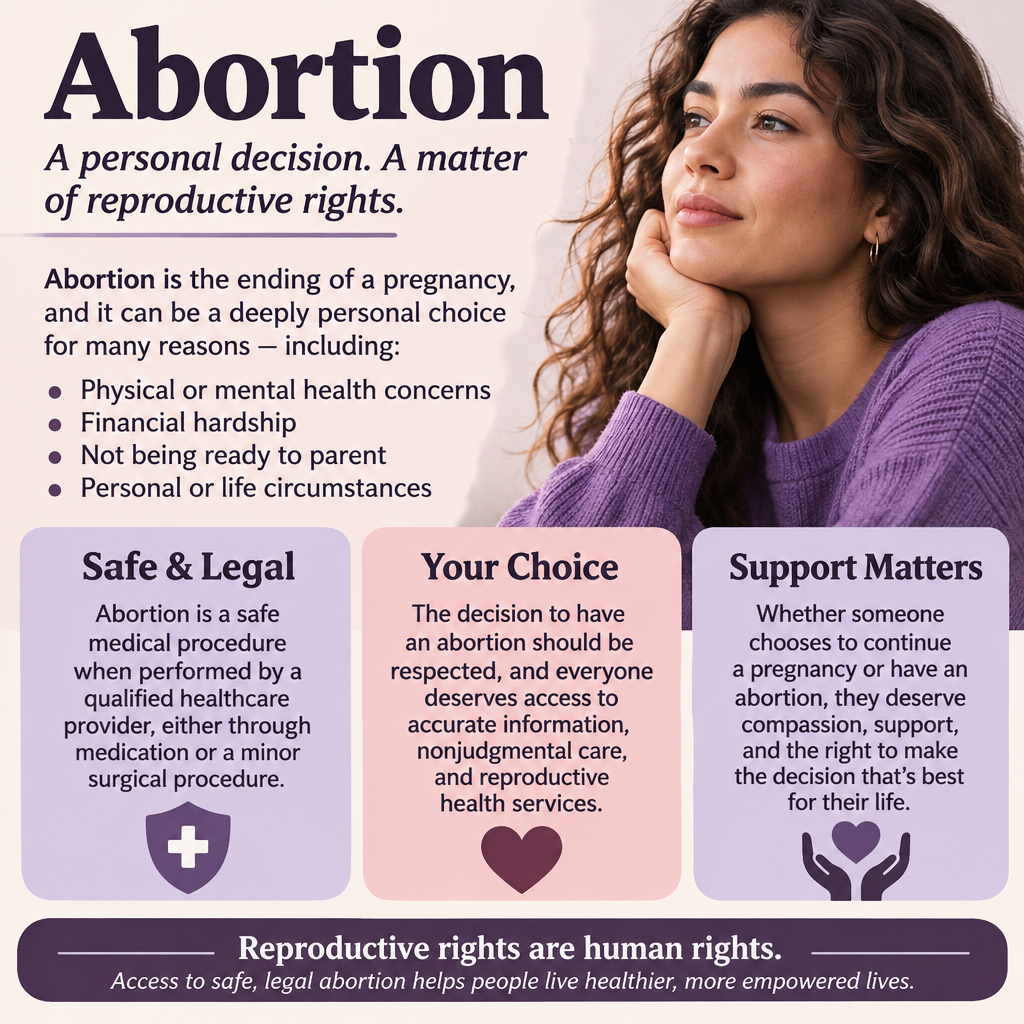 Abortion
A personal decision. A matter
of reproductive rights.
Abortion is the ending of a pregnancy,
and it can be a deeply personal choice
for many reasons — including:
• Physical or mental health concerns
• Financial hardship
• Not being ready to parent
• Personal or life circumstances
Safe & Legal
Abortion is a safe
medical procedure
when performed by a
qualified healthcare
provider, either through
medication or a minor
surgical procedure.
Your Choice
The decision to have
an abortion should be
respected, and everyone
deserves access to
accurate information,
nonjudgmental care,
and reproductive
health services.
Support Matters
Whether someone
chooses to continue
a pregnancy or have an
abortion, they deserve
compassion, support,
and the right to make
the decision that's best
for their life.
Reproductive rights are human rights.
Access to safe, legal abortion helps people live healthier, more empowered lives.